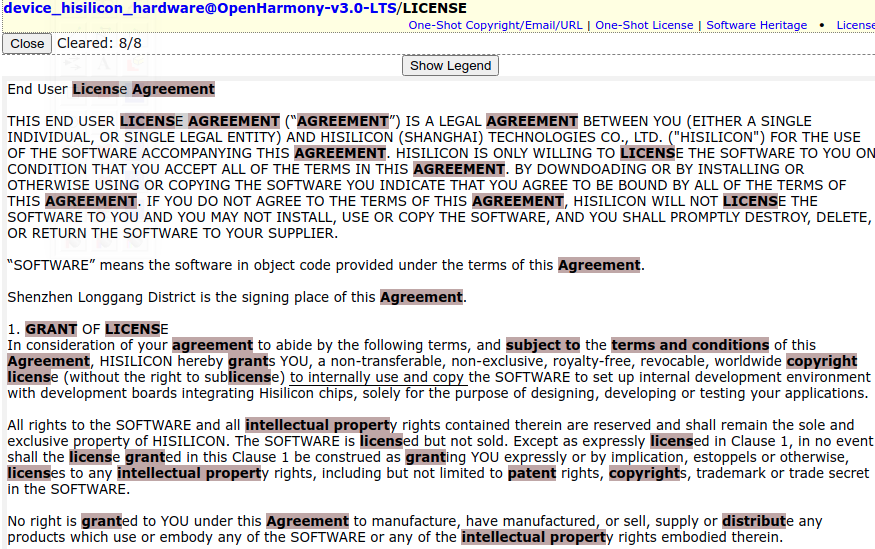 device_hisilicon_hardware@OpenHarmony-v3.0-LTS/LICENSE
One-Shot Copyright/Email/URL | One-Shot License | Software Heritage • License
Close Cleared: 8/8
Show Legend
End User License Agreement
THIS END USER LICENSE AGREEMENT (“AGREEMENT”) IS A LEGAL AGREEMENT BETWEEN YOU (EITHER A SINGLE
INDIVIDUAL, OR SINGLE LEGAL ENTITY) AND HISILICON (SHANGHAI) TECHNOLOGIES CO., LTD. ("HISILICON") FOR THE USE
OF THE SOFTWARE ACCOMPANYING THIS AGREEMENT. HISILICON IS ONLY WILLING TO LICENSE THE SOFTWARE TO YOU ON
CONDITION THAT YOU ACCEPT ALL OF THE TERMS IN THIS AGREEMENT. BY DOWNDOADING OR BY INSTALLING OR
OTHERWISE USING OR COPYING THE SOFTWARE YOU INDICATE THAT YOU AGREE TO BE BOUND BY ALL OF THE TERMS OF
THIS AGREEMENT. IF YOU DO NOT AGREE TO THE TERMS OF THIS AGREEMENT, HISILICON WILL NOT LICENSE THE
SOFTWARE TO YOU AND YOU MAY NOT INSTALL, USE OR COPY THE SOFTWARE, AND YOU SHALL PROMPTLY DESTROY, DELETE,
OR RETURN THE SOFTWARE TO YOUR SUPPLIER.
“SOFTWARE” means the software in object code provided under the terms of this Agreement.
Shenzhen Longgang District is the signing place of this Agreement.
1. GRANT OF LICENSE
In consideration of your agreement to abide by the following terms, and subject to the terms and conditions of this
Agreement, HISILICON hereby grants YOU, a non-transferable, non-exclusive, royalty-free, revocable, worldwide copyright
license (without the right to sublicense) to internally use and copy the SOFTWARE to set up internal development environment
with development boards integrating Hisilicon chips, solely for the purpose of designing, developing or testing your applications.
All rights to the SOFTWARE and all intellectual property rights contained therein are reserved and shall remain the sole and
exclusive property of HISILICON. The SOFTWARE is licensed but not sold. Except as expressly licensed in Clause 1, in no event
shall the license granted in this Clause 1 be construed as granting YOU expressly or by implication, estoppels or otherwise,
licenses to any intellectual property rights, including but not limited to patent rights, copyrights, trademark or trade secret
in the SOFTWARE.
No right is granted to YOU under this Agreement to manufacture, have manufactured, or sell, supply or distribute any
products which use or embody any of the SOFTWARE or any of the intellectual property rights embodied therein.